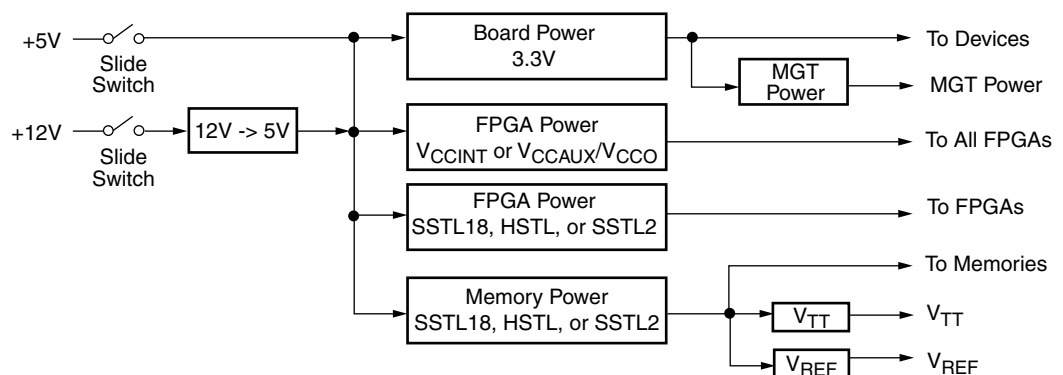 +5V
Slide
Switch
Board Power
3.3V
To Devices
MGT
Power
MGT Power
+12V
Slide
Switch
12V -> 5V
FPGA Power
VCCINT or VCCAUX/VCCO
To All FPGAs
FPGA Power
SSTL18, HSTL, or SSTL2
To FPGAs
Memory Power
SSTL18, HSTL, or SSTL2
To Memories
VTT
VTT
VREF
VREF